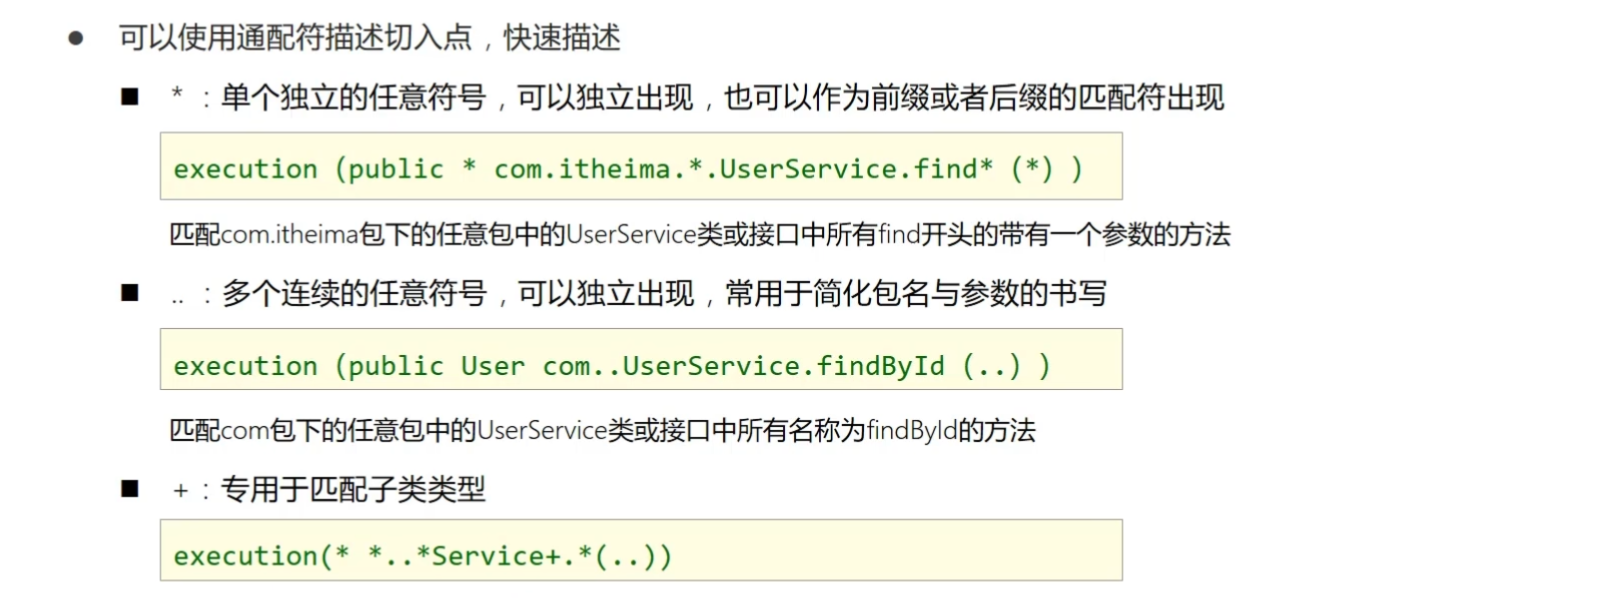 ● 可以使用通配符描述切入点，快速描述
■ * ：单个独立的任意符号，可以独立出现，也可以作为前缀或者后缀的匹配符出现
execution (public * com.itheima.*.UserService.find* (*) )
匹配com.itheima包下的任意包中的UserService类或接口中所有find开头的带有一个参数的方法
■ .. ：多个连续的任意符号，可以独立出现，常用于简化包名与参数的书写
execution (public User com..UserService.findById (..) )
匹配com包下的任意包中的UserService类或接口中所有名称为findById的方法
■ +：专用于匹配子类类型
execution(* *..*Service+.*(..))